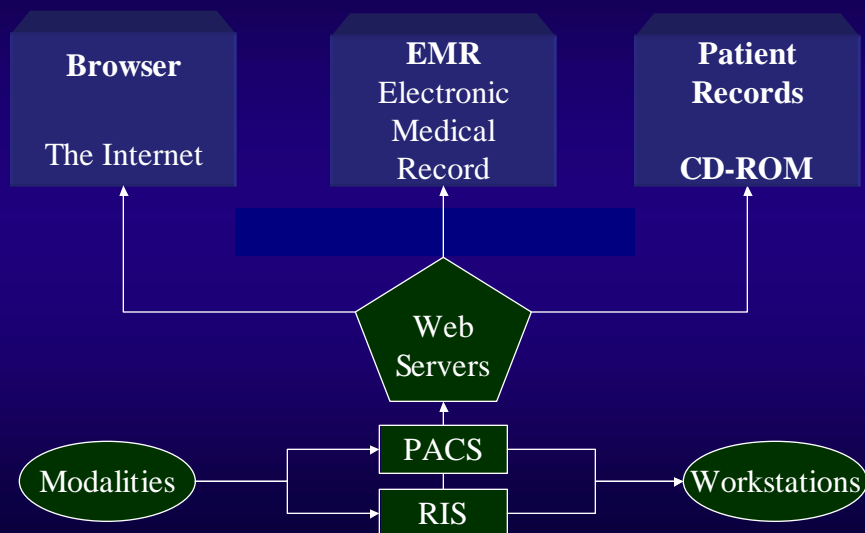 Browser
The Internet
EMR
Electronic
Medical
Record
Patient
Records
CD-ROM
Web
Servers
PACS
Modalities
Workstations
RIS